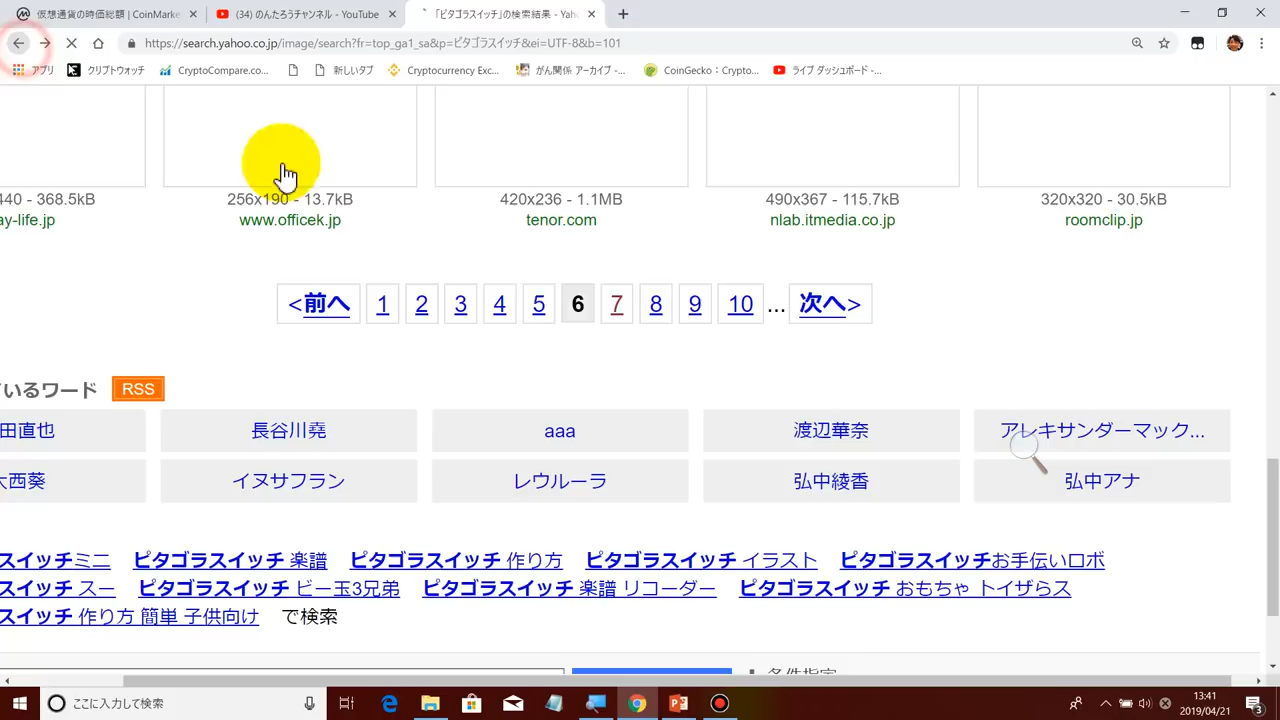 仮想通貨の時価総額 | CoinMarke
(34) のんたろうチャンネル - YouTube
「ピタゴラスイッチ」の検索結果 - Yah
https://search.yahoo.co.jp/image/search?fr=top_ga1_sa&p=ピタゴラスイッチ&ei=UTF-8&b=101
アプリ
クリプトウォッチ
CryptoCompare.co...
新しいタブ
Cryptocurrency Exc...
がん関係 アーカイブ -...
CoinGecko：Crypto...
ライブ ダッシュボード -...
440 - 368.5kB
256x190 - 13.7kB
420x236 - 1.1MB
490x367 - 115.7kB
320x320 - 30.5kB
ay-life.jp
www.officek.jp
tenor.com
nlab.itmedia.co.jp
roomclip.jp
<前へ 1 2 3 4 5 6 7 8 9 10 ... 次へ>
いるワード RSS
田直也
長谷川堯
aaa
渡辺華奈
アレキサンダーマック...
大西葵
イヌサフラン
レウルーラ
弘中綾香
弘中アナ
スイッチミニ ピタゴラスイッチ 楽譜 ピタゴラスイッチ 作り方 ピタゴラスイッチ イラスト ピタゴラスイッチお手伝いロボ
スイッチ スー ピタゴラスイッチ ビー玉3兄弟 ピタゴラスイッチ 楽譜 リコーダー ピタゴラスイッチ おもちゃ トイザらス
スイッチ 作り方 簡単 子供向け で検索
条件指定
ここに入力して検索
13:41
2019/04/21
3